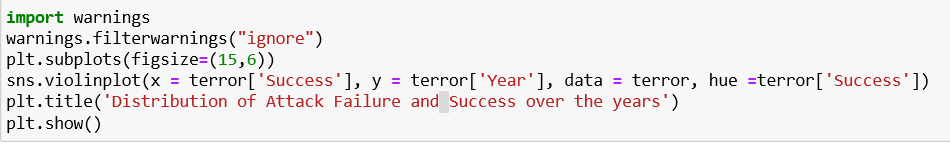 import warnings
warnings.filterwarnings("ignore")
plt.subplots(figsize=(15,6))
sns.violinplot(x = terror['Success'], y = terror['Year'], data = terror, hue =terror['Success'])
plt.title('Distribution of Attack Failure and Success over the years')
plt.show()